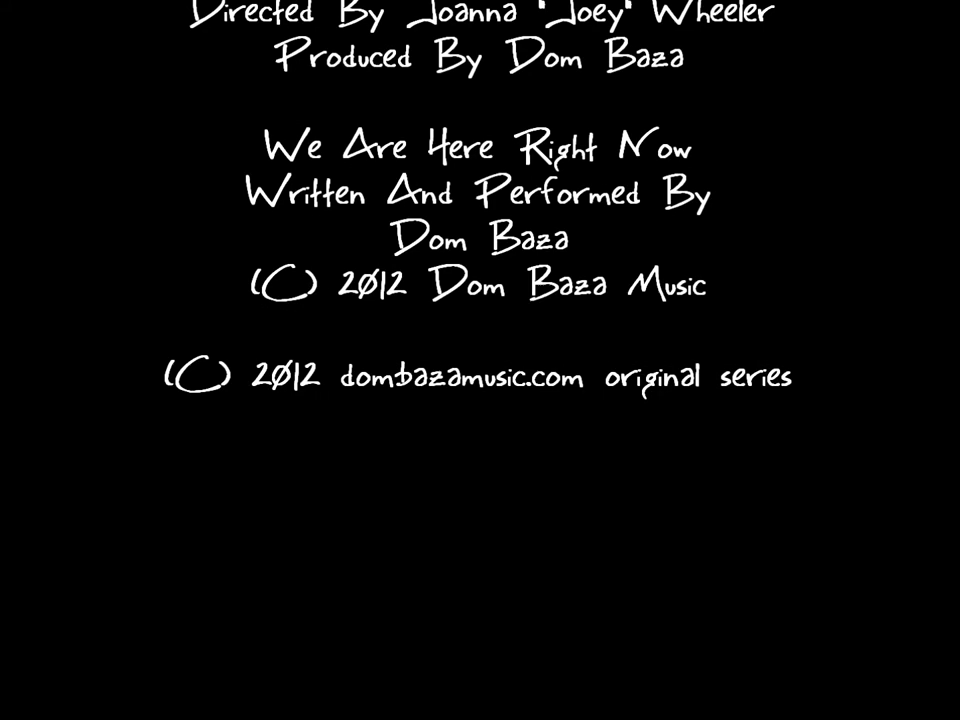 Directed By Joanna "Joey" Wheeler
Produced By Dom Baza
We Are Here Right Now
Written And Performed By
Dom Baza
(C) 2012 Dom Baza Music
(C) 2012 dombazamusic.com original series